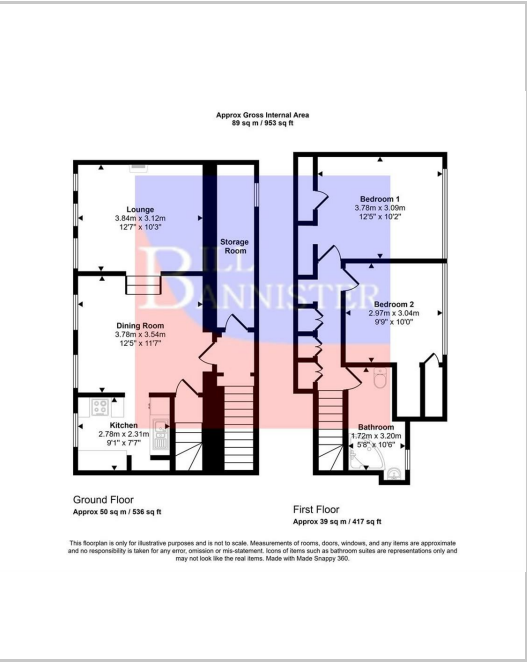 Approx Gross Internal Area
89 sq m / 953 sq ft
Lounge
3.84m x 3.12m
12'7" x 10'3"
Storage
Room
Dining Room
3.78m x 3.54m
12'5" x 11'7"
Kitchen
2.78m x 2.31m
9'1" x 7'7"
Bedroom 1
3.78m x 3.09m
12'5" x 10'2"
Bedroom 2
2.97m x 3.04m
9'9" x 10'0"
Bathroom
1.72m x 3.20m
5'8" x 10'6"
BILL
BANNISTER
Ground Floor
Approx 50 sq m / 536 sq ft
First Floor
Approx 39 sq m / 417 sq ft
This floorplan is only for illustrative purposes and is not to scale. Measurements of rooms, doors, windows, and any items are approximate
and no responsibility is taken for any error, omission or mis-statement. Icons of items such as bathroom suites are representations only and
may not look like the real items. Made with Made Snappy 360.